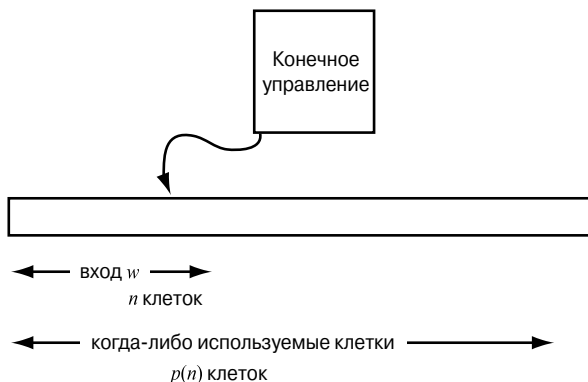 Конечное
управление
вход w
n клеток
когда-либо используемые клетки
p(n) клеток